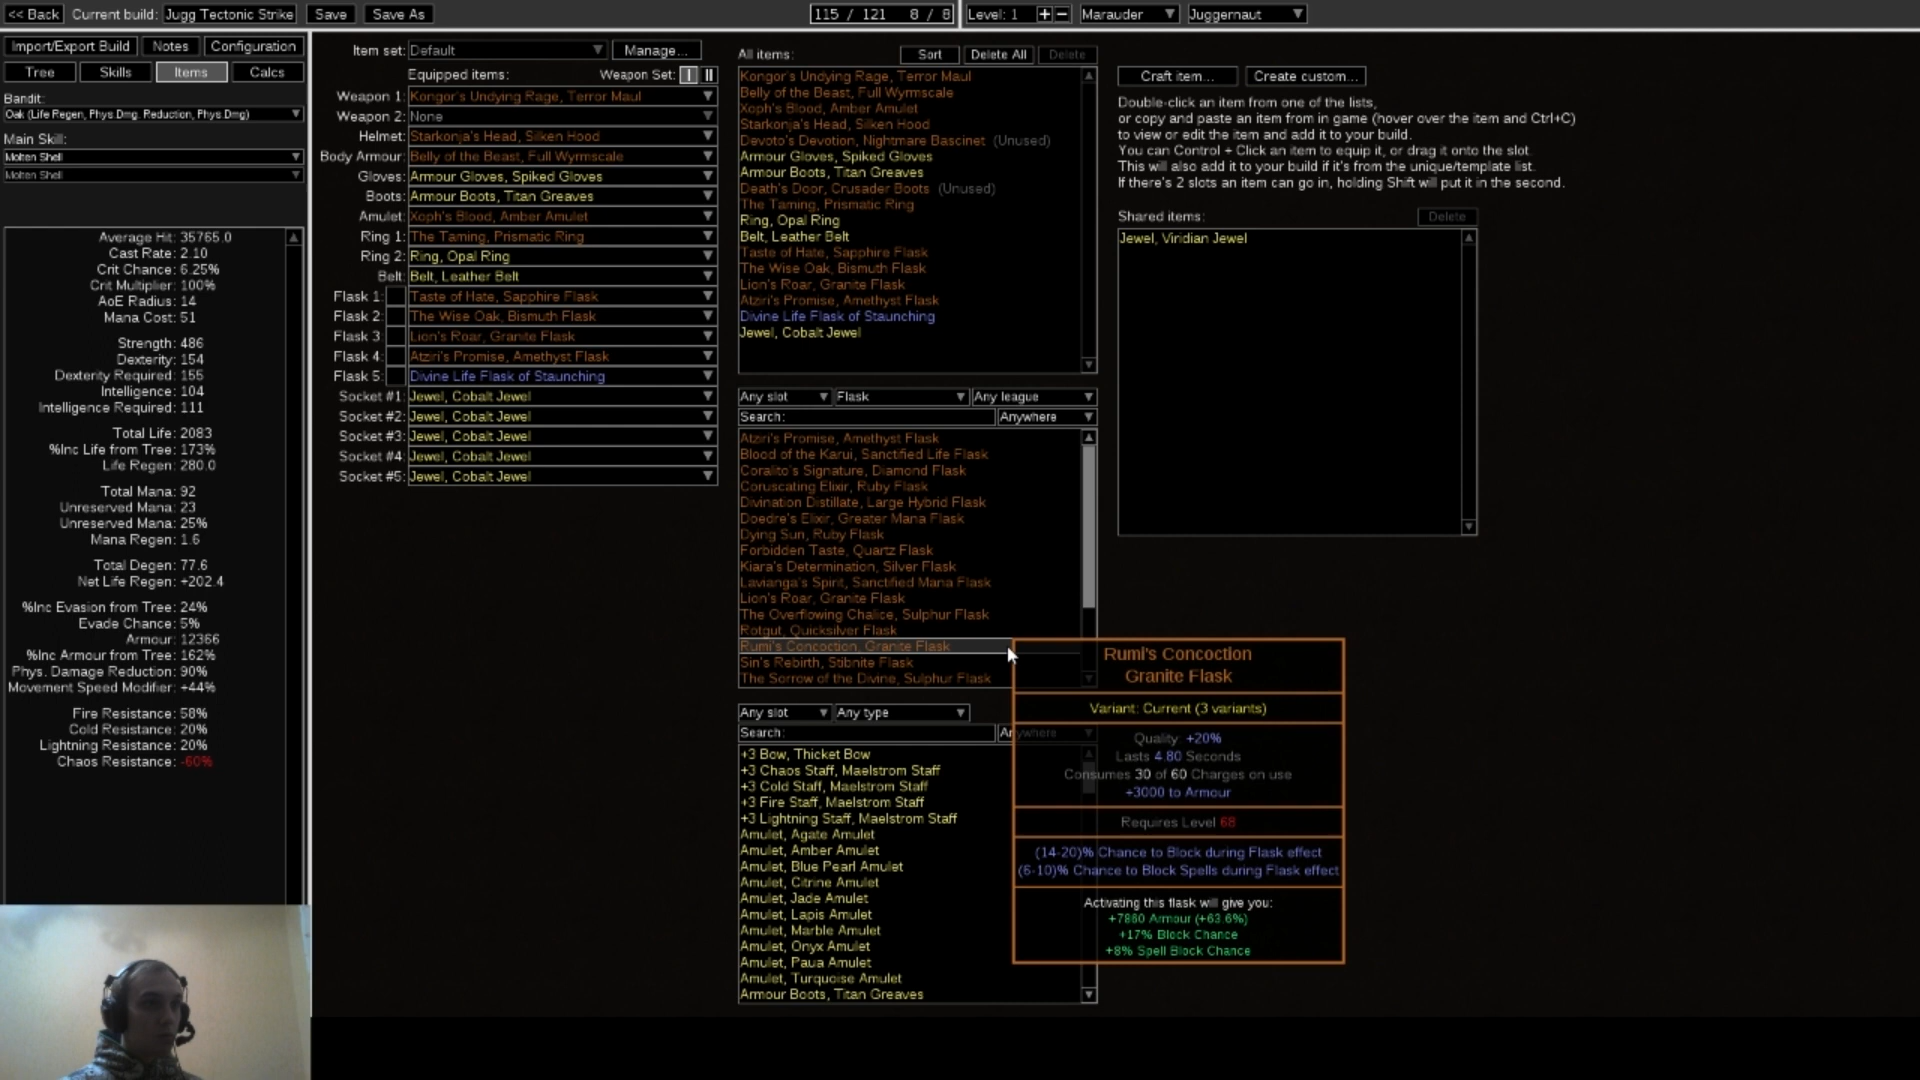 << Back Current build: Jugg Tectonic Strike Save Save As 115 / 121 8 / 8 Level: 1 Marauder Juggernaut
Import/Export Build Notes Configuration
Tree Skills Items Calcs
Bandit:
Oak (Life Regen, Phys Dmg. Reduction, Phys Dmg)
Main Skill:
Molten Shell
Molten Shell
Average Hit: 35765.0
Cast Rate: 2.10
Crit Chance: 6.25%
Crit Multiplier: 100%
AoE Radius: 14
Mana Cost: 51
Strength: 486
Dexterity: 154
Dexterity Required: 155
Intelligence: 104
Intelligence Required: 111
Total Life: 2083
%Inc Life from Tree: 173%
Life Regen: 280.0
Total Mana: 92
Unreserved Mana: 23
Unreserved Mana: 25%
Mana Regen: 1.6
Total Degen: 77.6
Net Life Regen: +202.4
%Inc Evasion from Tree: 24%
Evade Chance: 5%
Armour: 12366
%Inc Armour from Tree: 162%
Phys. Damage Reduction: 90%
Movement Speed Modifier: +44%
Fire Resistance: 58%
Cold Resistance: 20%
Lightning Resistance: 20%
Chaos Resistance: -60%
Item set: Default Manage...
Equipped items: Weapon Set: I II
Weapon 1: Kongor's Undying Rage, Terror Maul
Weapon 2: None
Helmet: Starkonja's Head, Silken Hood
Body Armour: Belly of the Beast, Full Wyrmscale
Gloves: Armour Gloves, Spiked Gloves
Boots: Armour Boots, Titan Greaves
Amulet: Xoph's Blood, Amber Amulet
Ring 1: The Taming, Prismatic Ring
Ring 2: Ring, Opal Ring
Belt: Belt, Leather Belt
Flask 1: Taste of Hate, Sapphire Flask
Flask 2: The Wise Oak, Bismuth Flask
Flask 3: Lion's Roar, Granite Flask
Flask 4: Atziri's Promise, Amethyst Flask
Flask 5: Divine Life Flask of Staunching
Socket #1: Jewel, Cobalt Jewel
Socket #2: Jewel, Cobalt Jewel
Socket #3: Jewel, Cobalt Jewel
Socket #4: Jewel, Cobalt Jewel
Socket #5: Jewel, Cobalt Jewel
All items: Sort Delete All Delete
Kongor's Undying Rage, Terror Maul
Belly of the Beast, Full Wyrmscale
Xoph's Blood, Amber Amulet
Starkonja's Head, Silken Hood
Devoto's Devotion, Nightmare Bascinet (Unused)
Armour Gloves, Spiked Gloves
Armour Boots, Titan Greaves
Death's Door, Crusader Boots (Unused)
The Taming, Prismatic Ring
Ring, Opal Ring
Belt, Leather Belt
Taste of Hate, Sapphire Flask
The Wise Oak, Bismuth Flask
Lion's Roar, Granite Flask
Atziri's Promise, Amethyst Flask
Divine Life Flask of Staunching
Jewel, Cobalt Jewel
Any slot Flask Any league
Search: Anywhere
Atziri's Promise, Amethyst Flask
Blood of the Karui, Sanctified Life Flask
Coralito's Signature, Diamond Flask
Coruscating Elixir, Ruby Flask
Divination Distillate, Large Hybrid Flask
Doedre's Elixir, Greater Mana Flask
Dying Sun, Ruby Flask
Forbidden Taste, Quartz Flask
Kiara's Determination, Silver Flask
Lavianga's Spirit, Sanctified Mana Flask
Lion's Roar, Granite Flask
The Overflowing Chalice, Sulphur Flask
Rotgut, Quicksilver Flask
Rumi's Concoction, Granite Flask
Sin's Rebirth, Stibnite Flask
The Sorrow of the Divine, Sulphur Flask
Any slot Any type
Search: Anywhere
+3 Bow, Thicket Bow
+3 Chaos Staff, Maelstrom Staff
+3 Cold Staff, Maelstrom Staff
+3 Fire Staff, Maelstrom Staff
+3 Lightning Staff, Maelstrom Staff
Amulet, Agate Amulet
Amulet, Amber Amulet
Amulet, Blue Pearl Amulet
Amulet, Citrine Amulet
Amulet, Jade Amulet
Amulet, Lapis Amulet
Amulet, Marble Amulet
Amulet, Onyx Amulet
Amulet, Paua Amulet
Amulet, Turquoise Amulet
Armour Boots, Titan Greaves
Craft item... Create custom...
Double-click an item from one of the lists,
or copy and paste an item from in game (hover over the item and Ctrl+C)
to view or edit the item and add it to your build.
You can Control + Click an item to equip it, or drag it onto the slot.
This will also add it to your build if it's from the unique/template list.
If there's 2 slots an item can go in, holding Shift will put it in the second.
Shared items: Delete
Jewel, Viridian Jewel
Rumi's Concoction
Granite Flask
Variant: Current (3 variants)
Quality: +20%
Lasts 4.80 Seconds
Consumes 30 of 60 Charges on use
+3000 to Armour
Requires Level 68
(14-20)% Chance to Block during Flask effect
(6-10)% Chance to Block Spells during Flask effect
Activating this flask will give you:
+7860 Armour (+63.6%)
+17% Block Chance
+8% Spell Block Chance